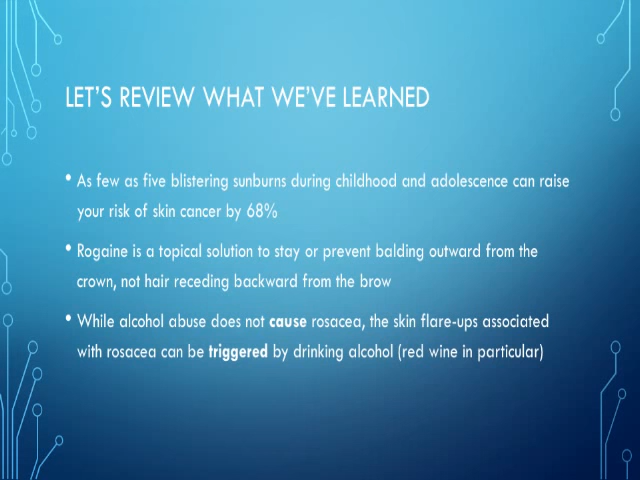 LET'S REVIEW WHAT WE'VE LEARNED
• As few as five blistering sunburns during childhood and adolescence can raise
your risk of skin cancer by 68%
• Rogaine is a topical solution to stay or prevent balding outward from the
crown, not hair receding backward from the brow
• While alcohol abuse does not cause rosacea, the skin flare-ups associated
with rosacea can be triggered by drinking alcohol (red wine in particular)